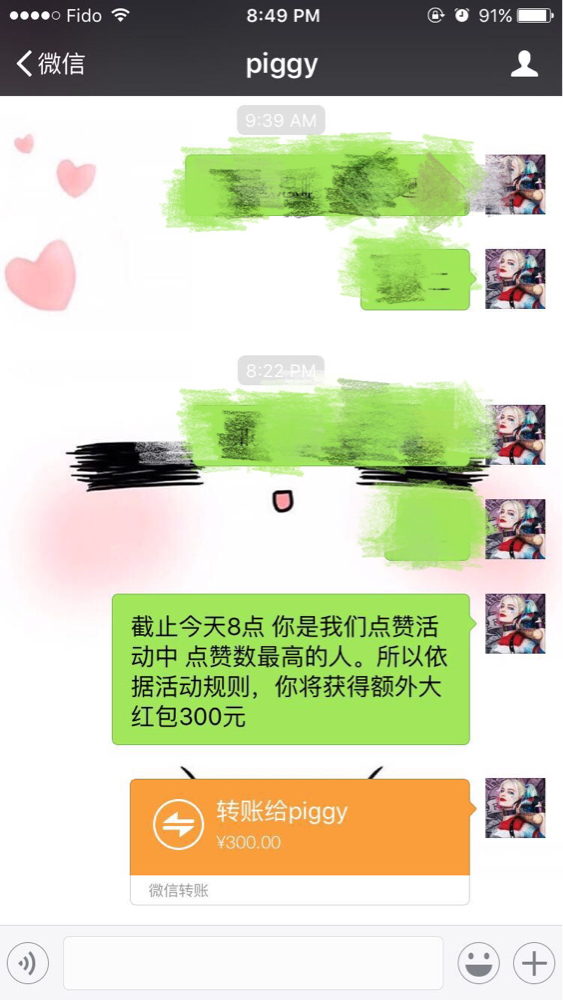 Fido 8:49 PM 91%
微信 piggy
9:39 AM
8:22 PM
截止今天8点 你是我们点赞活
动中 点赞数最高的人。所以依
据活动规则，你将获得额外大
红包300元
转账给piggy
¥300.00
微信转账